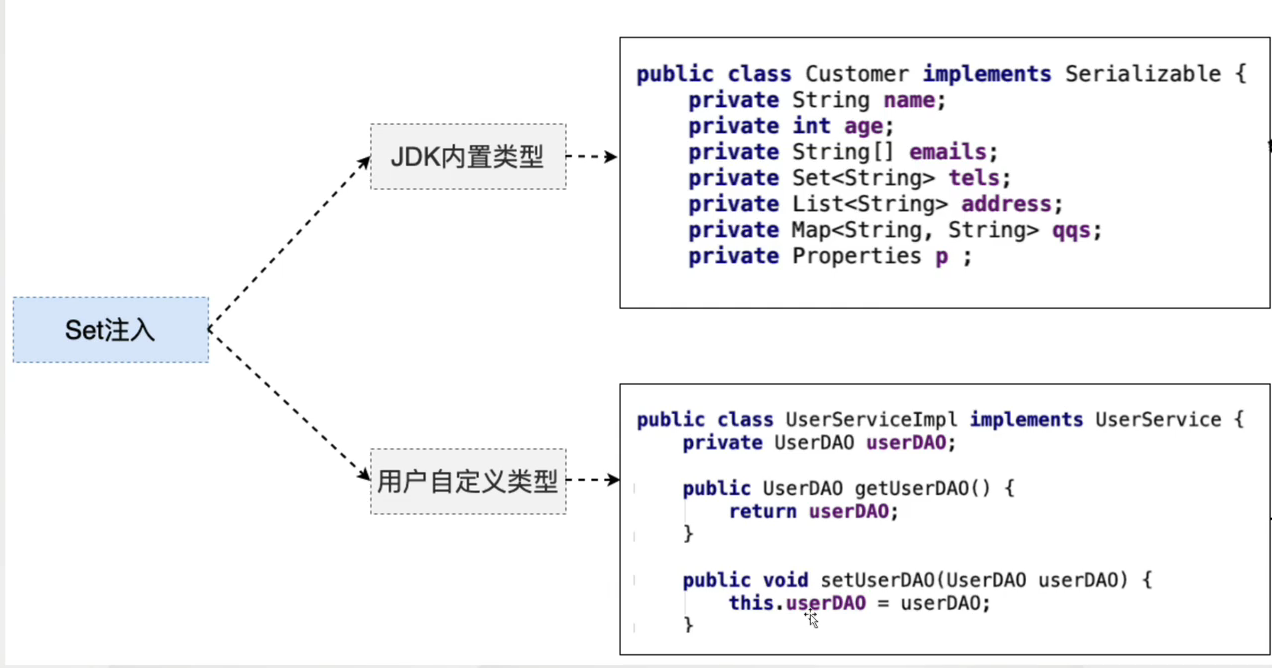 Set注入
JDK内置类型
public class Customer implements Serializable {
    private String name;
    private int age;
    private String[] emails;
    private Set<String> tels;
    private List<String> address;
    private Map<String, String> qqs;
    private Properties p ;
用户自定义类型
public class UserServiceImpl implements UserService {
    private UserDAO userDAO;
    public UserDAO getUserDAO() {
        return userDAO;
    }
    public void setUserDAO(UserDAO userDAO) {
        this.userDAO = userDAO;
    }